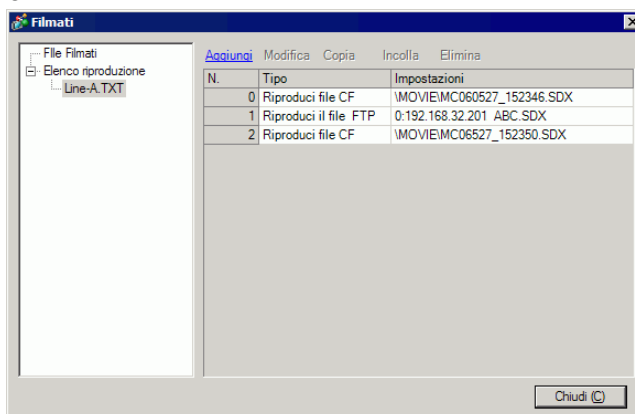 Filmati
FIle Filmati
Elenco riproduzione
Line-A.TXT
Aggiungi Modifica Copia Incolla Elimina
N. Tipo Impostazioni
0 Riproduci file CF \MOVIE\MC060527_152346.SDX
1 Riproduci il file FTP 0:192.168.32.201 ABC.SDX
2 Riproduci file CF \MOVIE\MC06527_152350.SDX
Chiudi (C)